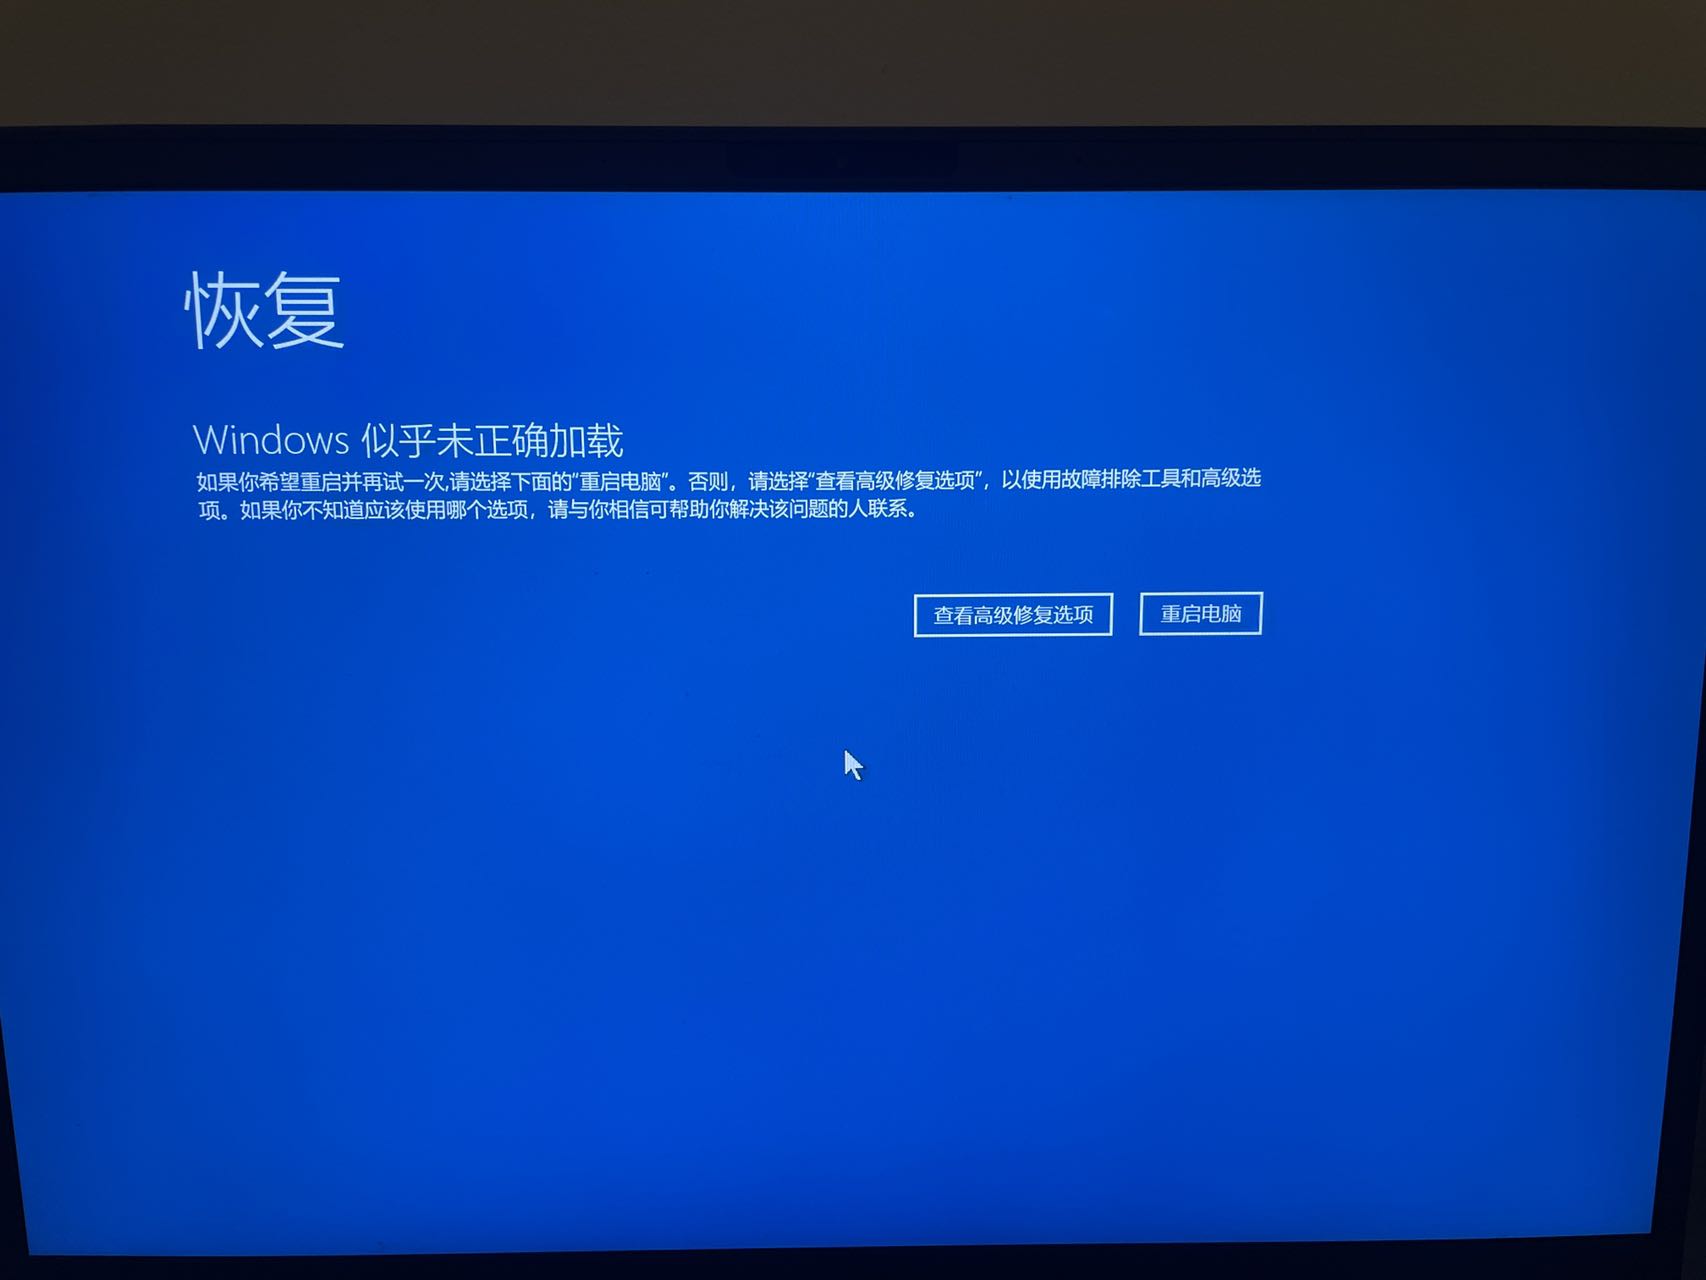 恢复
Windows 似乎未正确加载
如果你希望重启并再试一次,请选择下面的“重启电脑”。否则，请选择“查看高级修复选项”，以使用故障排除工具和高级选
项。如果你不知道应该使用哪个选项，请与你相信可帮助你解决该问题的人联系。
查看高级修复选项 重启电脑